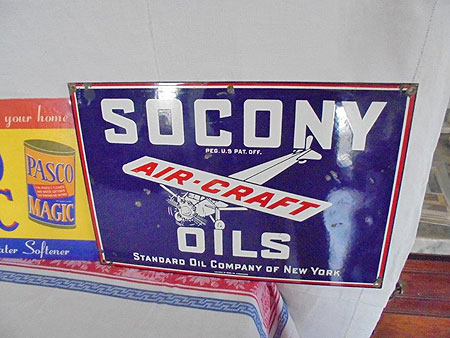 your home
PASCO
MAGIC
ater Softener
SOCONY
REG. U.S. PAT. OFF.
AIR-CRAFT
OILS
STANDARD OIL COMPANY OF NEW YORK